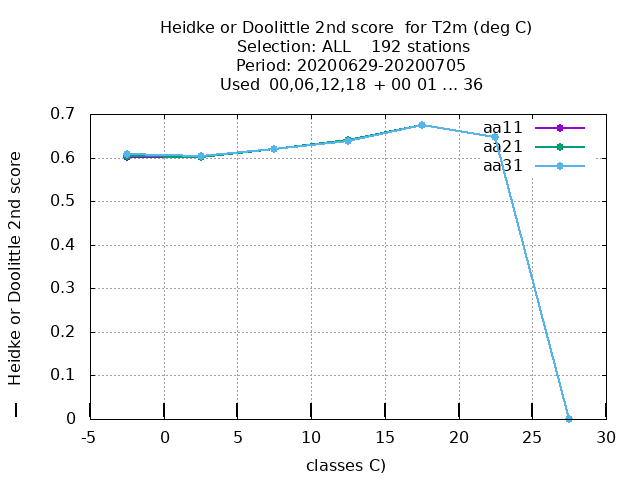 Heidke or Doolittle 2nd score  for T2m (deg C)
Selection: ALL    192 stations
Period: 20200629-20200705
Used  00,06,12,18  + 00 01 ... 36
aa11
aa21
aa31
0.7
0.6
0.5
0.4
0.3
0.2
0.1
0
Heidke or Doolittle 2nd score
-5
0
5
10
15
20
25
30
classes C)